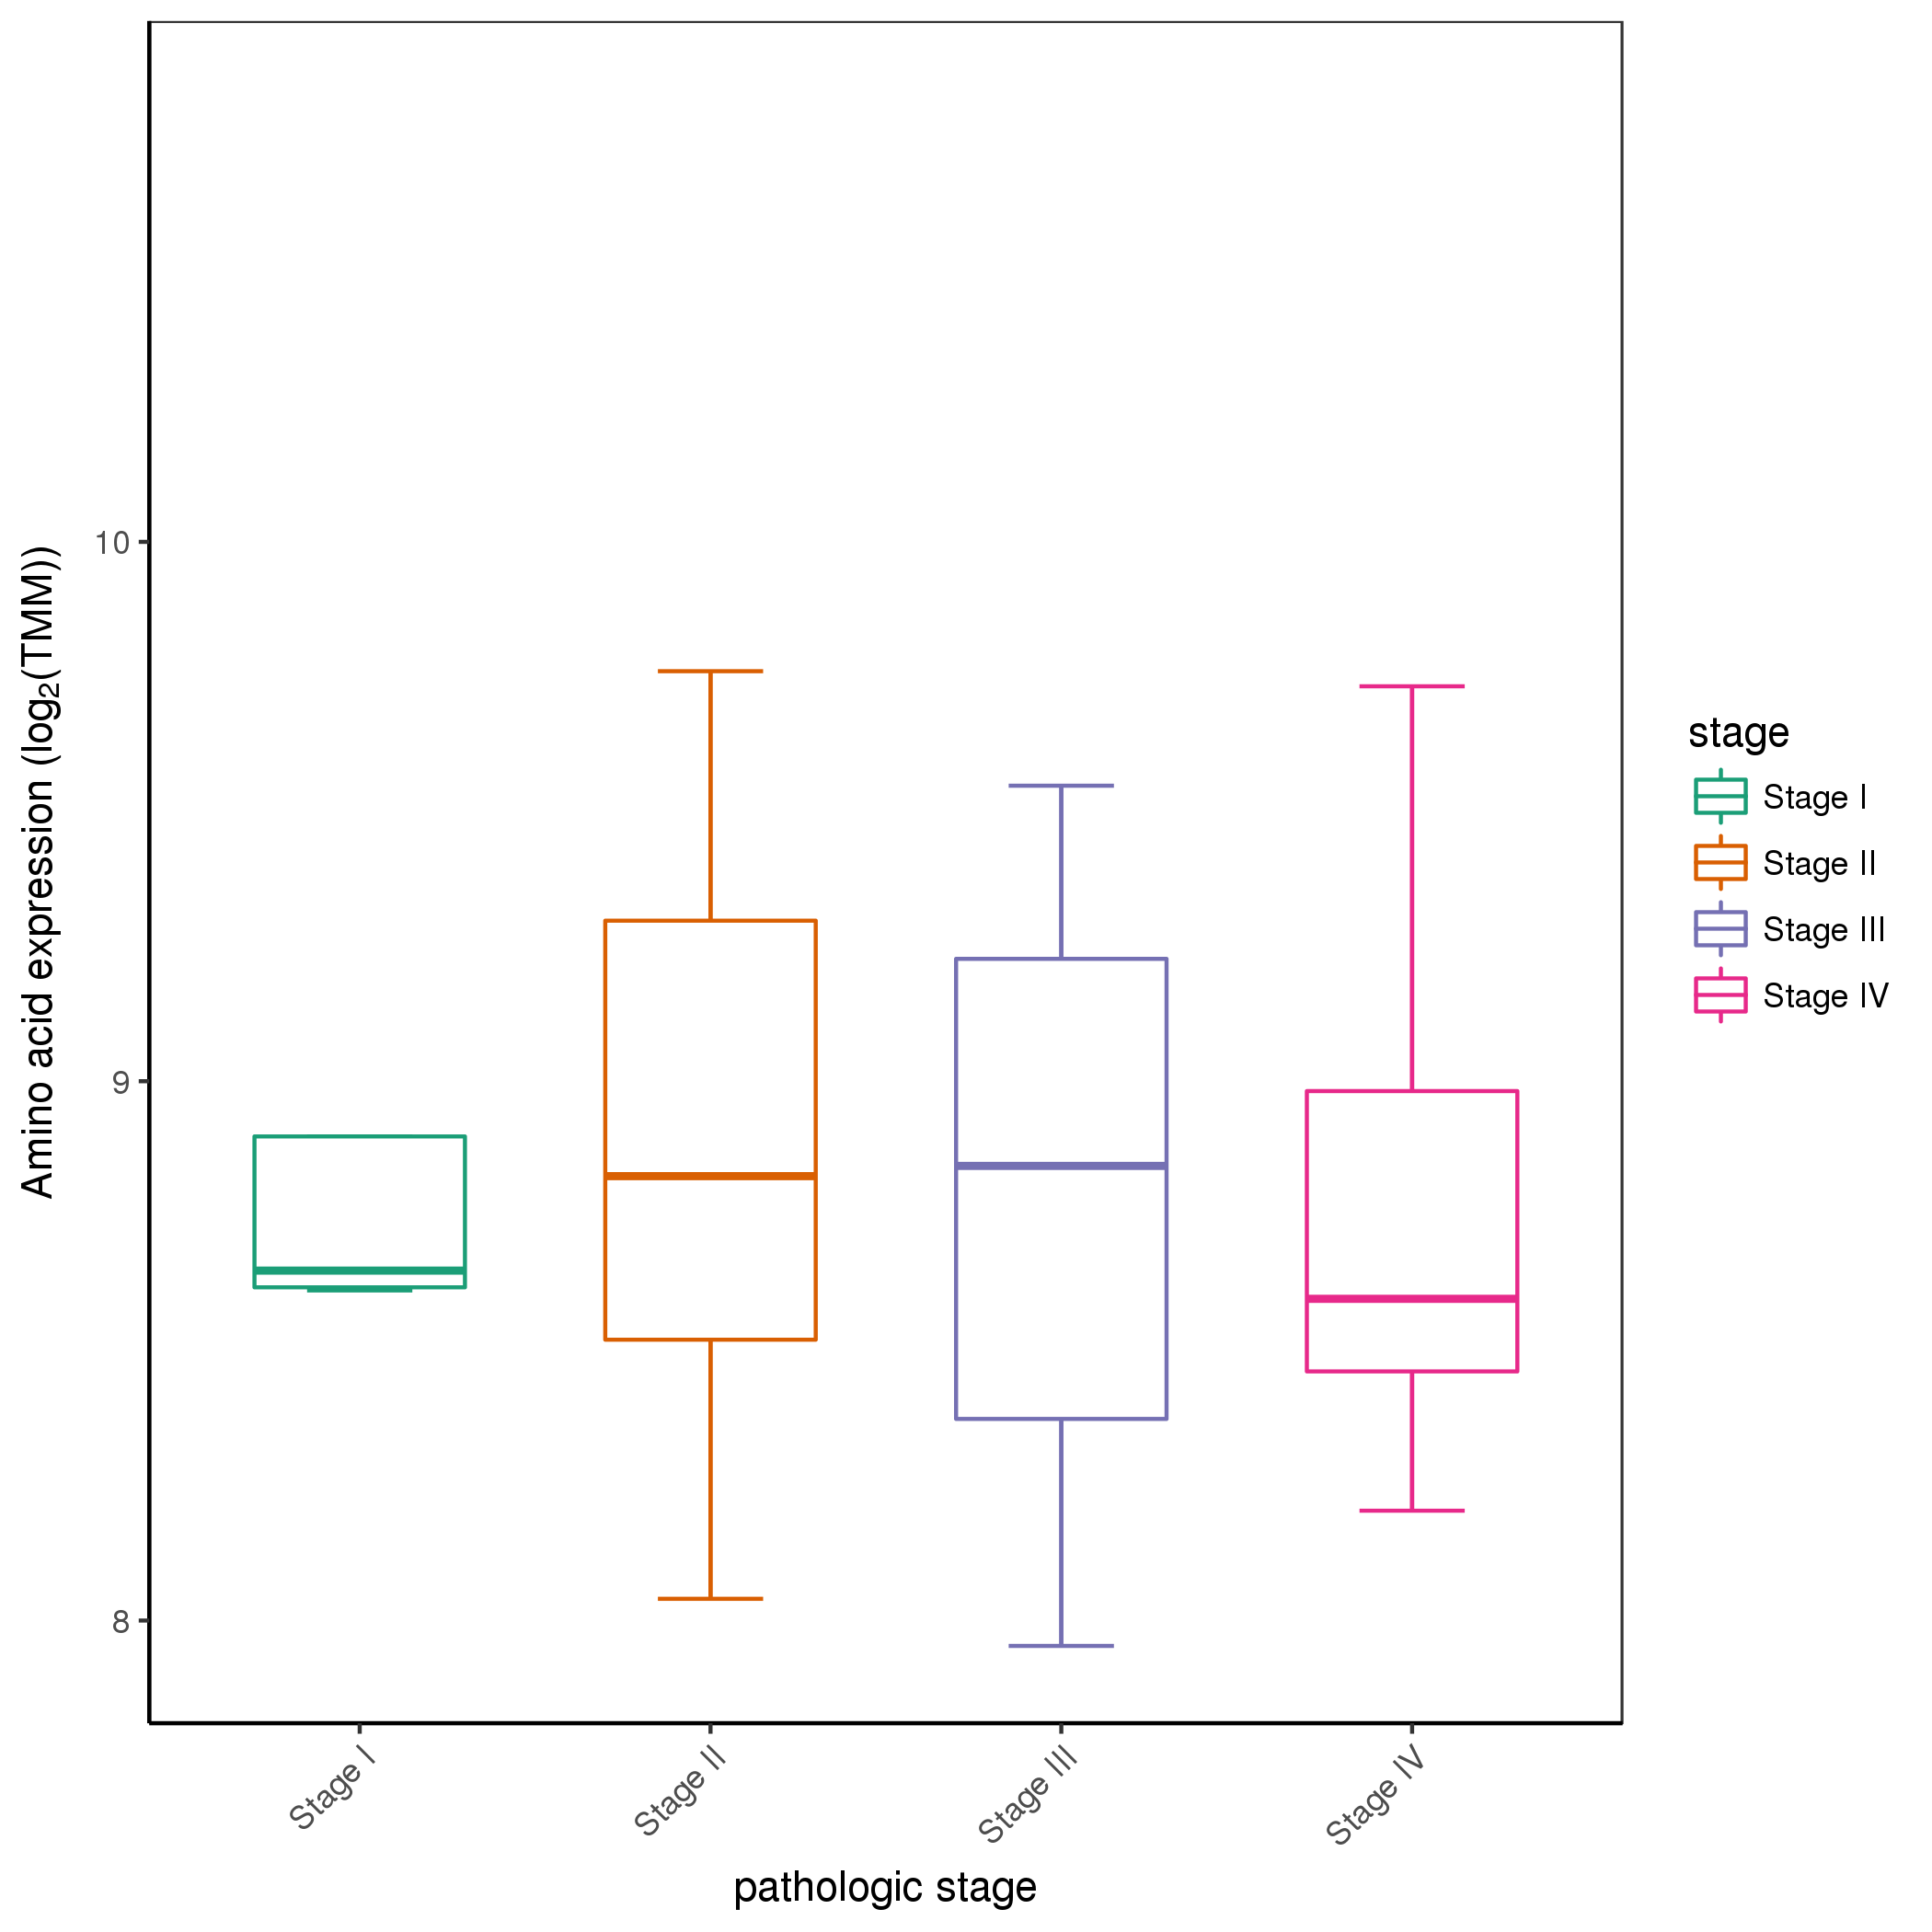 Amino acid expression (log₂(TMM))
10
9
8
Stage I
Stage II
Stage III
Stage IV
pathologic stage
stage
Stage I
Stage II
Stage III
Stage IV